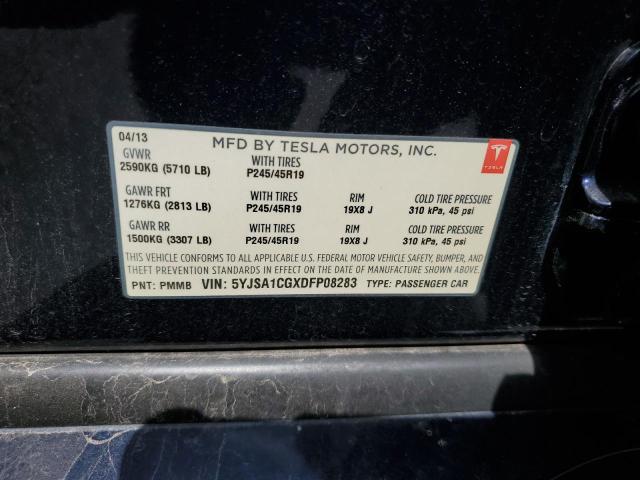 04/13
MFD BY TESLA MOTORS, INC.
GVWR WITH TIRES
2590KG (5710 LB) P245/45R19
TESLA
GAWR FRT WITH TIRES RIM COLD TIRE PRESSURE
1276KG (2813 LB) P245/45R19 19X8 J 310 kPa, 45 psi
GAWR RR WITH TIRES RIM COLD TIRE PRESSURE
1500KG (3307 LB) P245/45R19 19X8 J 310 kPa, 45 psi
THIS VEHICLE CONFORMS TO ALL APPLICABLE U.S. FEDERAL MOTOR VEHICLE SAFETY, BUMPER, AND
THEFT PREVENTION STANDARDS IN EFFECT ON THE DATE OF MANUFACTURE SHOWN ABOVE.
PNT: PMMB VIN: 5YJSA1CGXDFP08283 TYPE: PASSENGER CAR